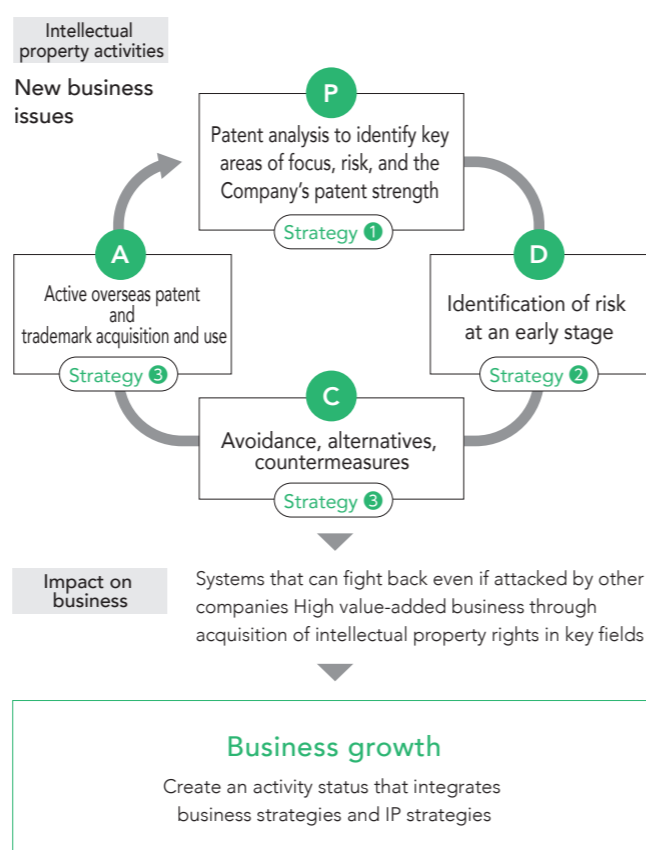 Intellectual
property activities
New business
issues
P
Patent analysis to identify key
areas of focus, risk, and the
Company's patent strength
Strategy ❶
A
Active overseas patent
and
trademark acquisition and use
Strategy ❸
D
Identification of risk
at an early stage
Strategy ❷
C
Avoidance, alternatives,
countermeasures
Strategy ❸
Impact on
business
Systems that can fight back even if attacked by other
companies High value-added business through
acquisition of intellectual property rights in key fields
Business growth
Create an activity status that integrates
business strategies and IP strategies